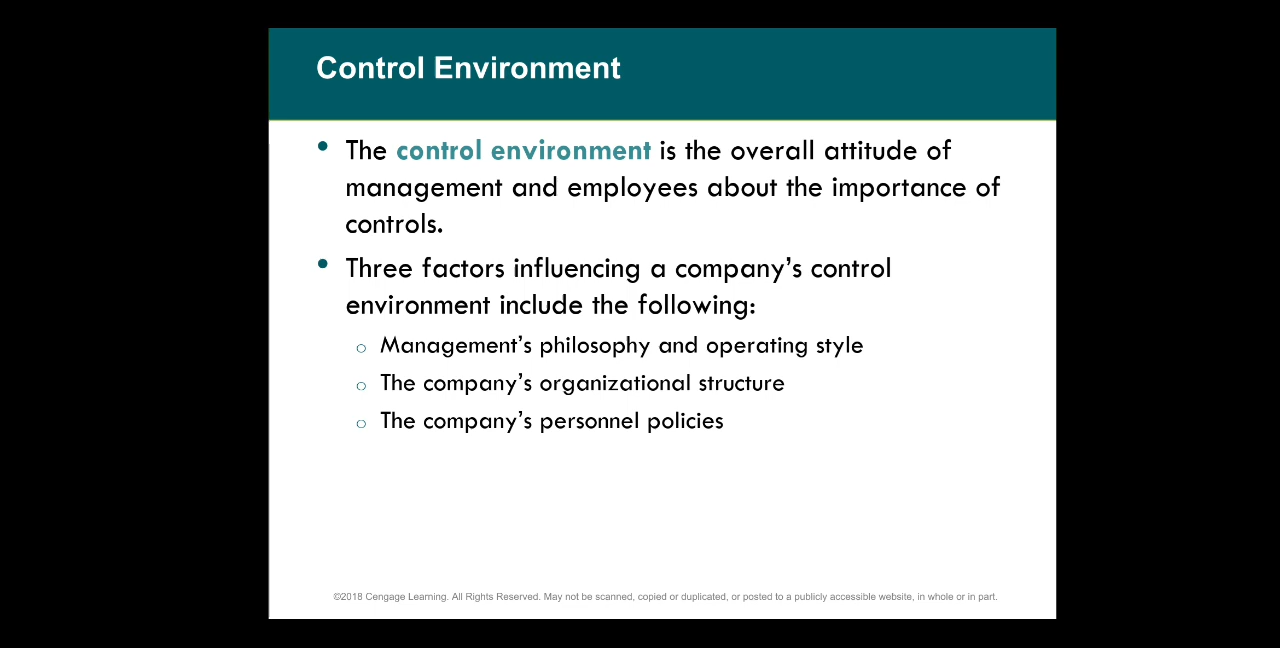 Control Environment
• The control environment is the overall attitude of
management and employees about the importance of
controls.
• Three factors influencing a company’s control
environment include the following:
o Management’s philosophy and operating style
o The company’s organizational structure
o The company’s personnel policies
©2018 Cengage Learning. All Rights Reserved. May not be scanned, copied or duplicated, or posted to a publicly accessible website, in whole or in part.